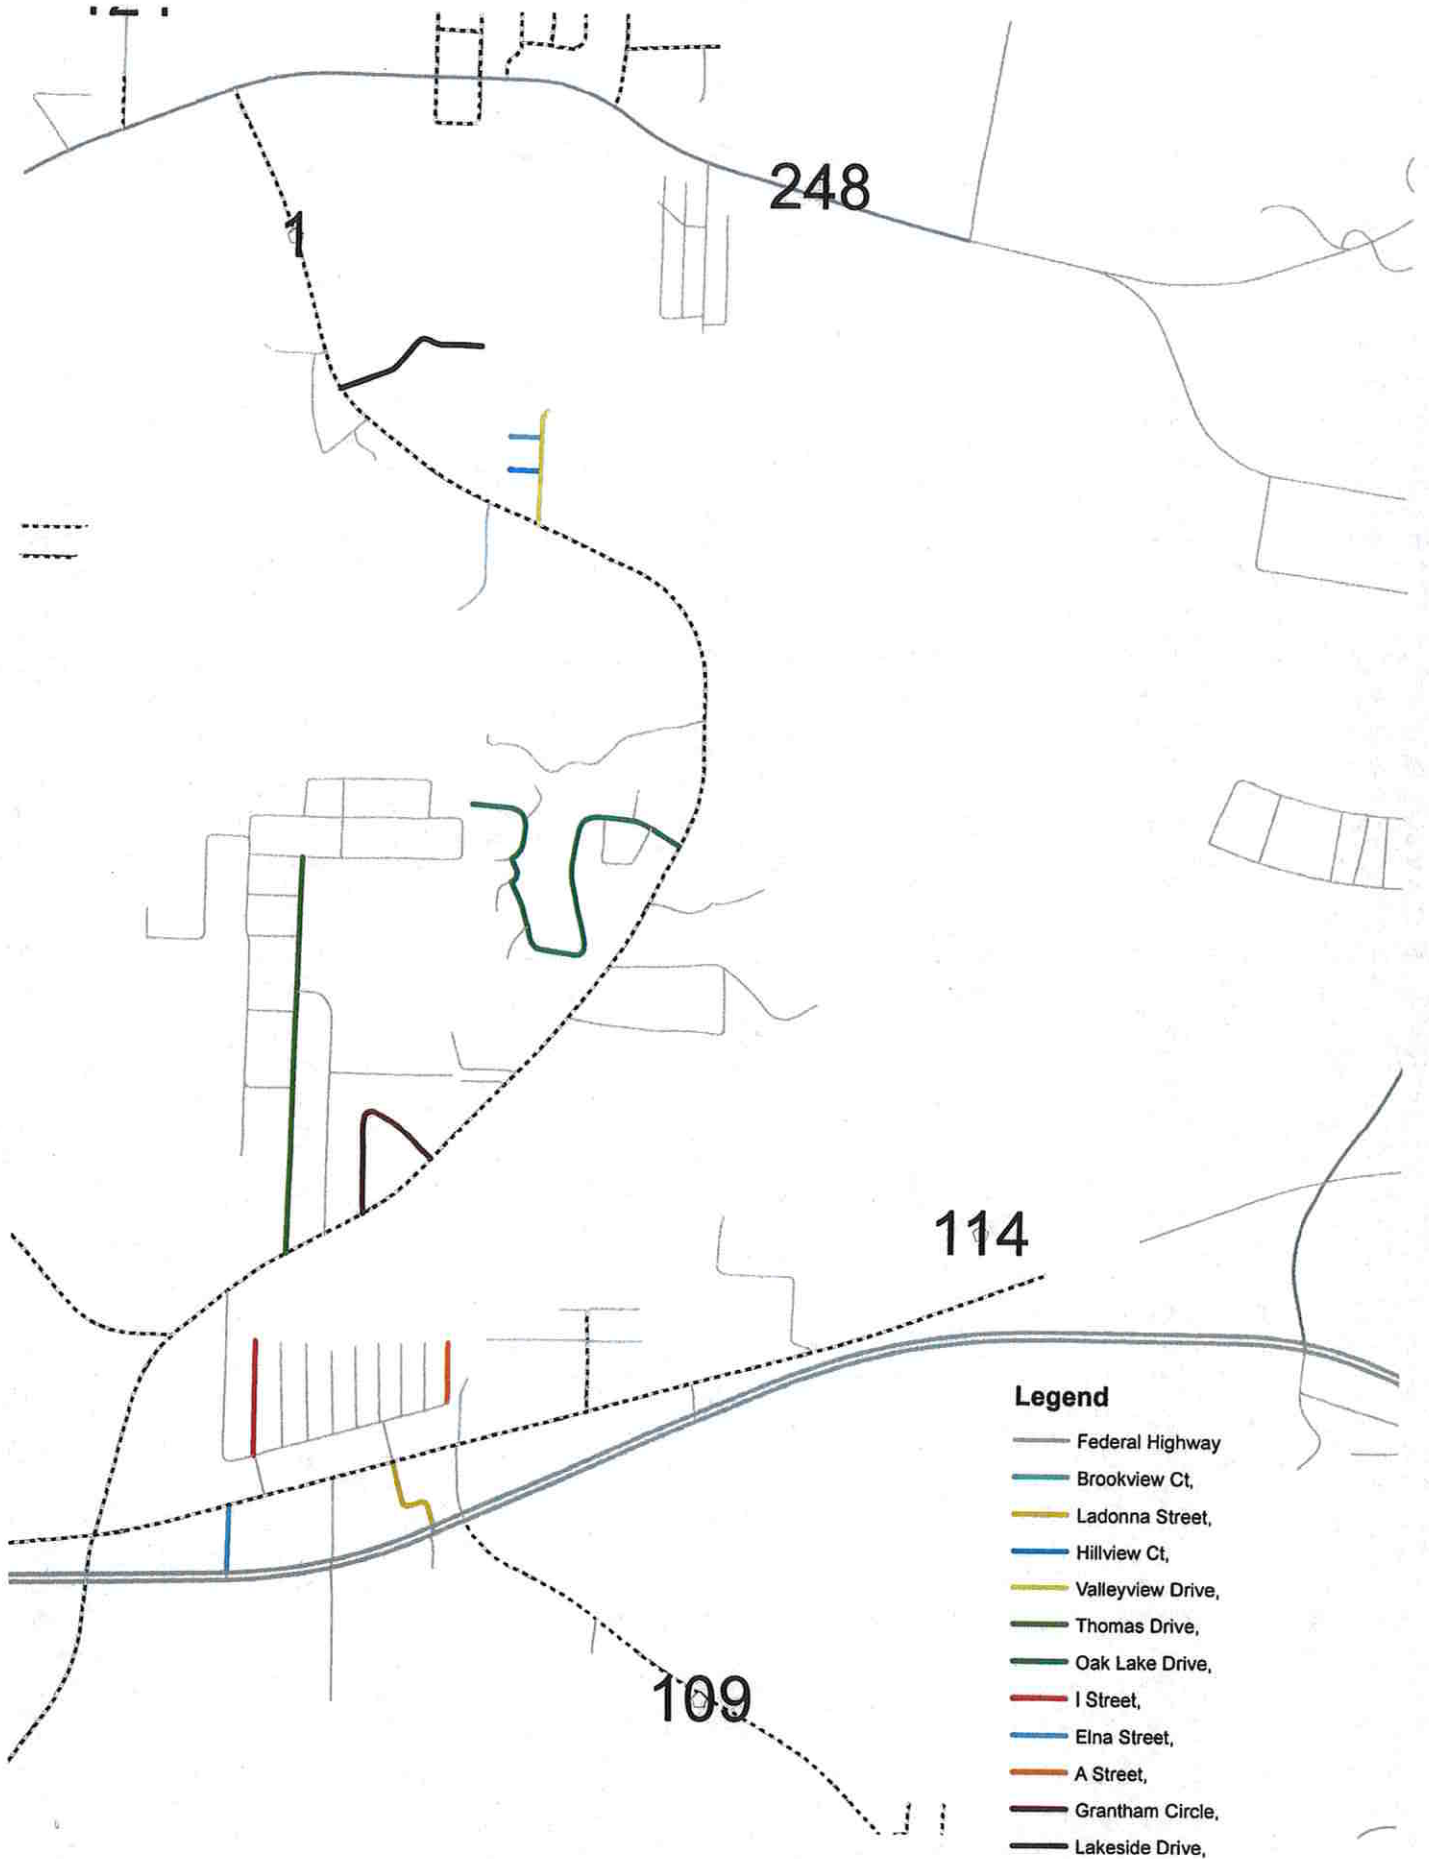 248
1
114
109
Legend
Federal Highway
Brookview Ct,
Ladonna Street,
Hillview Ct,
Valleyview Drive,
Thomas Drive,
Oak Lake Drive,
I Street,
Elna Street,
A Street,
Grantham Circle,
Lakeside Drive,